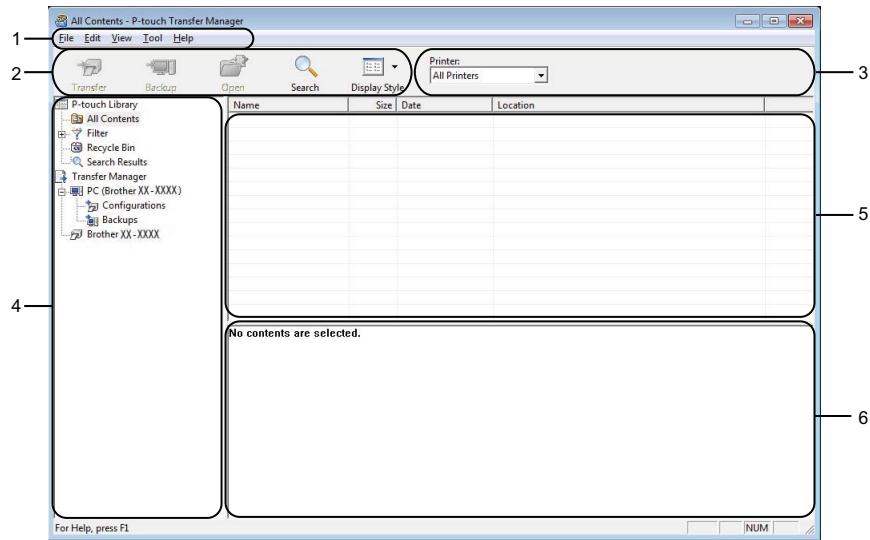 All Contents - P-touch Transfer Manager
1
File Edit View Tool Help
2
Transfer Backup Open Search Display Style
Printer:
All Printers
3
P-touch Library
All Contents
Filter
Recycle Bin
Search Results
Transfer Manager
PC (Brother XX-XXXX)
Configurations
Backups
Brother XX-XXXX
4
Name Size Date Location
5
No contents are selected.
6
For Help, press F1
NUM